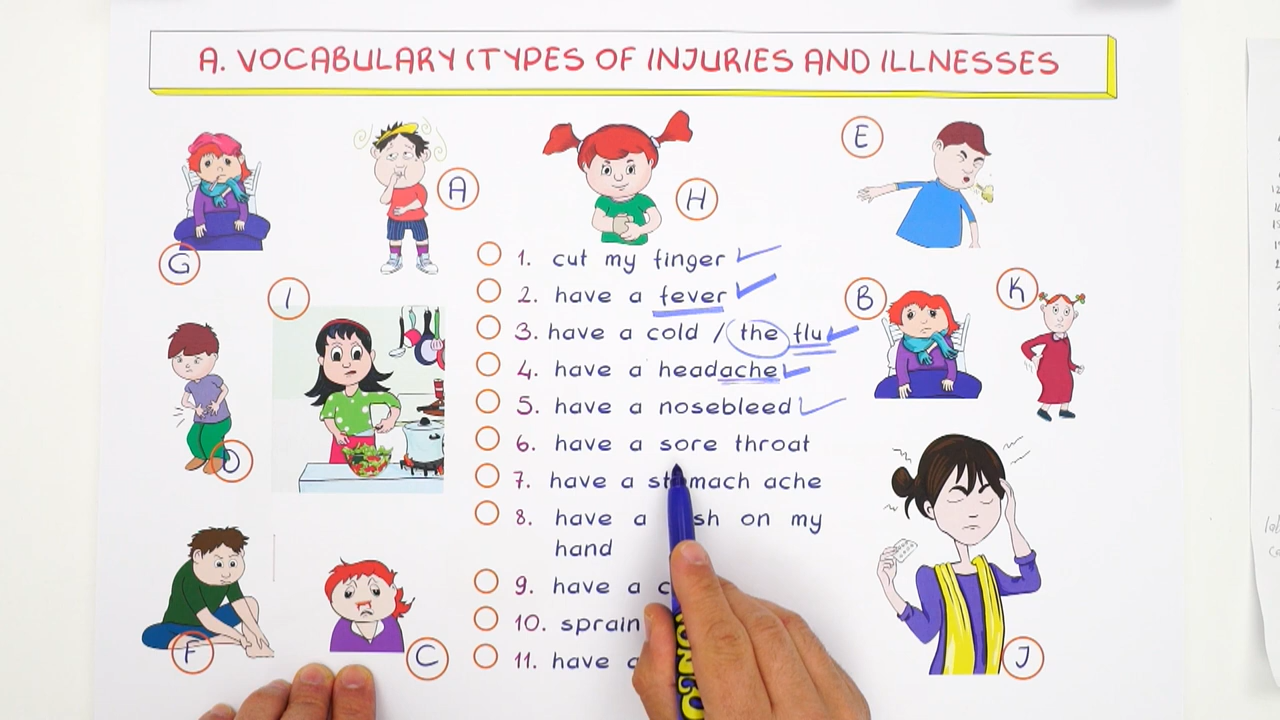 A. VOCABULARY (TYPES OF INJURIES AND ILLNESSES
E
A
H
G
1. cut my finger
I
2. have a fever
B
K
3. have a cold / the flu
4. have a headache
5. have a nosebleed
6. have a sore throat
D
7. have a stomach ache
8. have a on my
hand
9. have a
10. sprain
F
C
11. have a
J